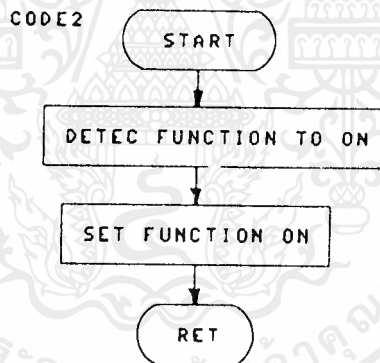 CODE2
START
DETEC FUNCTION TO ON
SET FUNCTION ON
RET